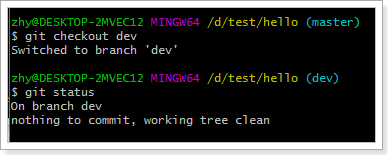 zhy@DESKTOP-2MVEC12 MINGW64 /d/test/hello (master)
$ git checkout dev
Switched to branch 'dev'
zhy@DESKTOP-2MVEC12 MINGW64 /d/test/hello (dev)
$ git status
On branch dev
nothing to commit, working tree clean